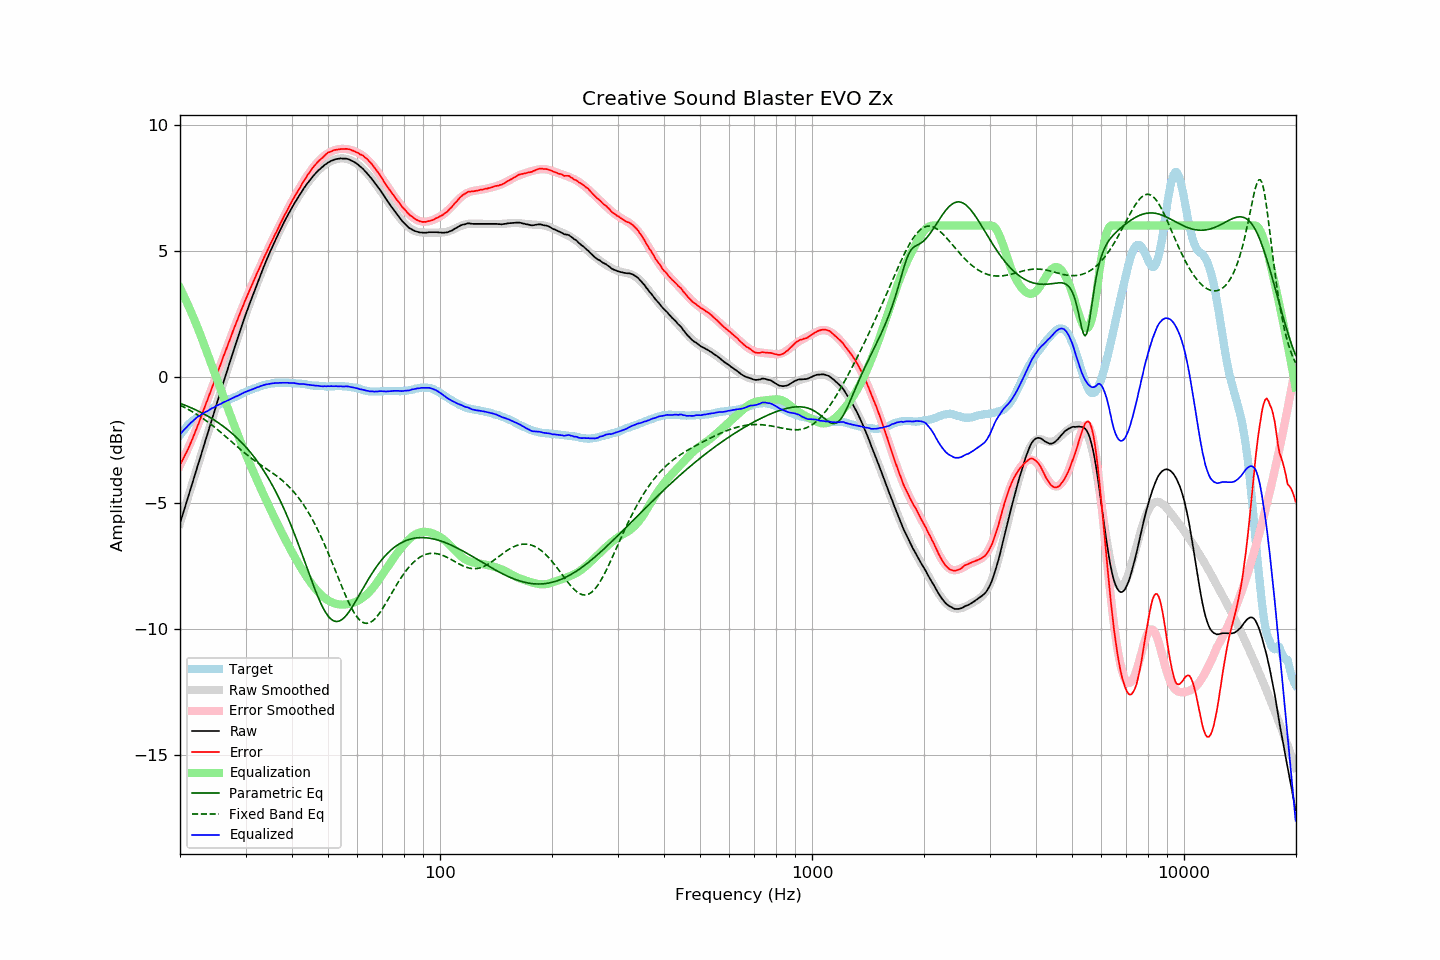 Creative Sound Blaster EVO Zx
10
5
0
−5
−10
−15
Amplitude (dBr)
Target
Raw Smoothed
Error Smoothed
Raw
Error
Equalization
Parametric Eq
Fixed Band Eq
Equalized
100 1000 10000
Frequency (Hz)